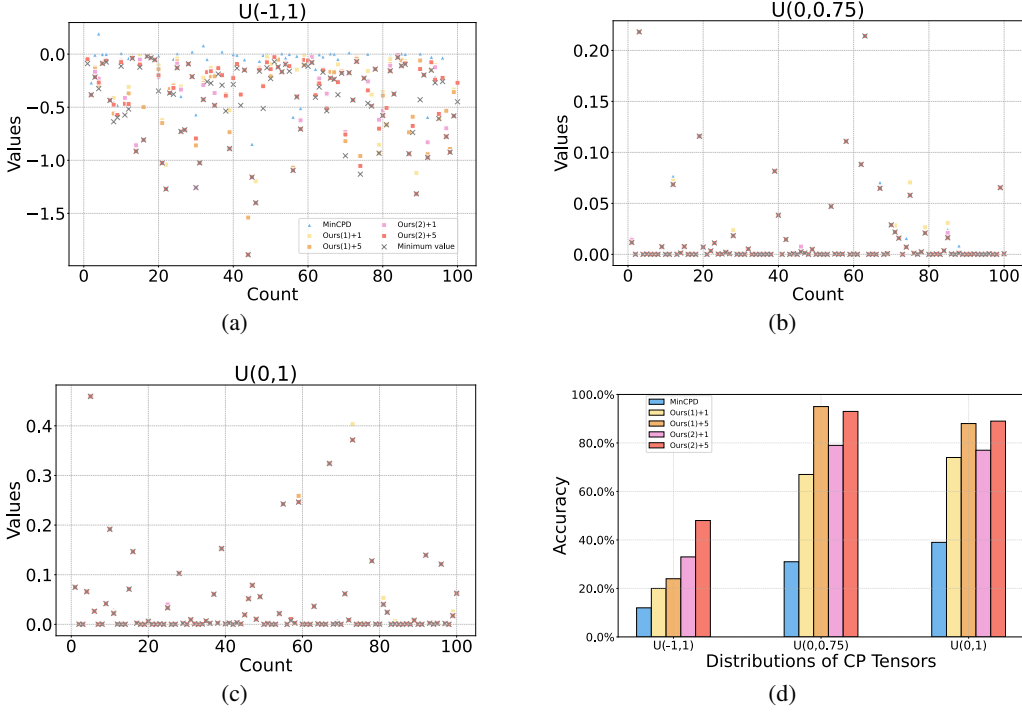 U(-1,1)
0.0
−0.5
−1.0
−1.5
Values
MinCPD
Ours(1)+1
Ours(1)+5
Ours(2)+1
Ours(2)+5
Minimum value
0 20 40 60 80 100
Count
(a)
U(0,0.75)
0.20
0.15
0.10
0.05
0.00
Values
0 20 40 60 80 100
Count
(b)
U(0,1)
0.4
0.3
0.2
0.1
0.0
Values
0 20 40 60 80 100
Count
(c)
100.0%
80.0%
60.0%
40.0%
20.0%
0.0%
Accuracy
MinCPD
Ours(1)+1
Ours(1)+5
Ours(2)+1
Ours(2)+5
U(-1,1) U(0,0.75) U(0,1)
Distributions of CP Tensors
(d)